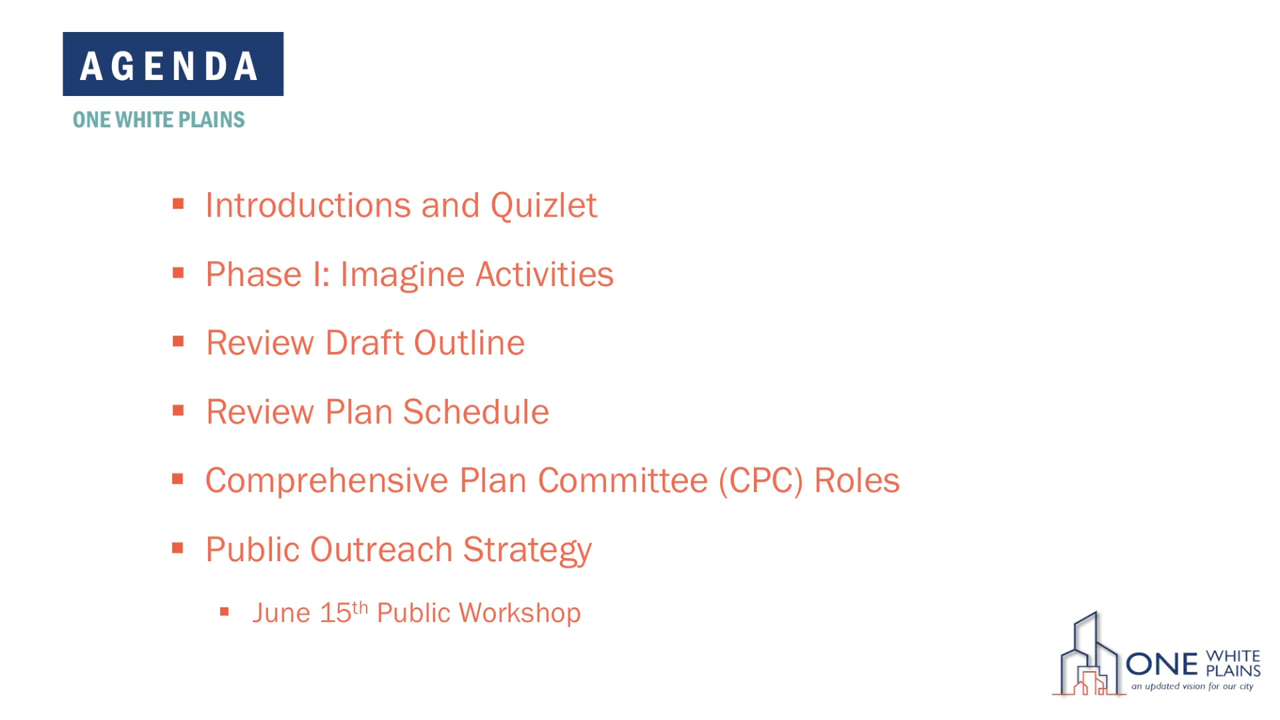 AGENDA
ONE WHITE PLAINS
▪ Introductions and Quizlet
▪ Phase I: Imagine Activities
▪ Review Draft Outline
▪ Review Plan Schedule
▪ Comprehensive Plan Committee (CPC) Roles
▪ Public Outreach Strategy
▪ June 15th Public Workshop
ONE WHITE PLAINS
an updated vision for our city